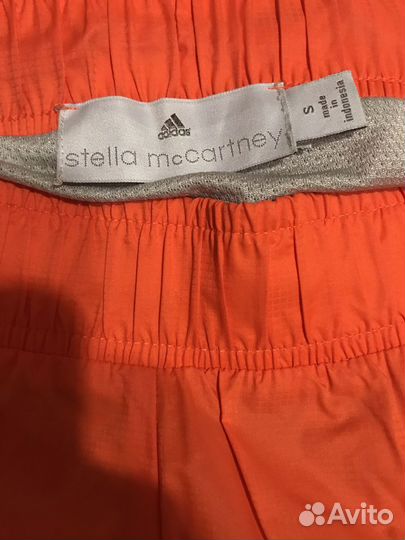 adidas
stella mccartney
S
made
in
indonesia
Avito